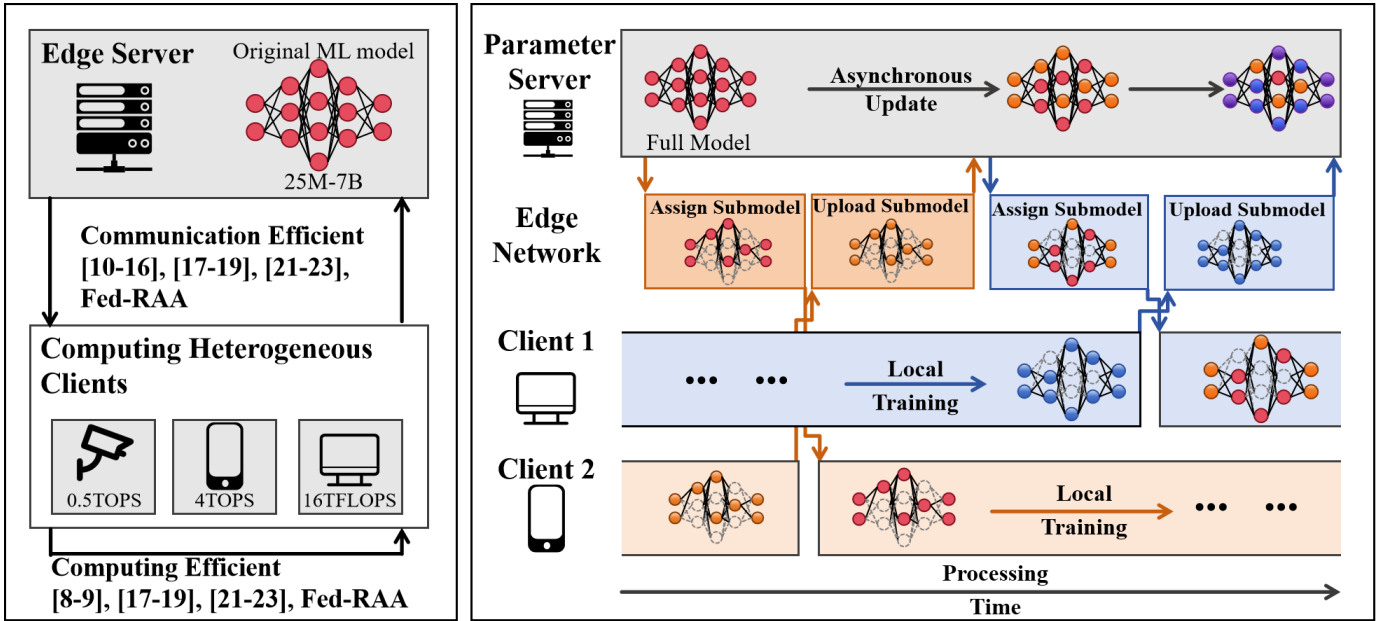 Edge Server
Original ML model
25M-7B
Communication Efficient
[10-16], [17-19], [21-23],
Fed-RAA
Computing Heterogeneous
Clients
0.5TOPS
4TOPS
16TFLOPS
Computing Efficient
[8-9], [17-19], [21-23], Fed-RAA
Parameter
Server
Full Model
Asynchronous
Update
Edge
Network
Assign Submodel
Upload Submodel
Assign Submodel
Upload Submodel
Client 1
••• •••
Local
Training
Client 2
Local
Training
••• •••
Processing
Time